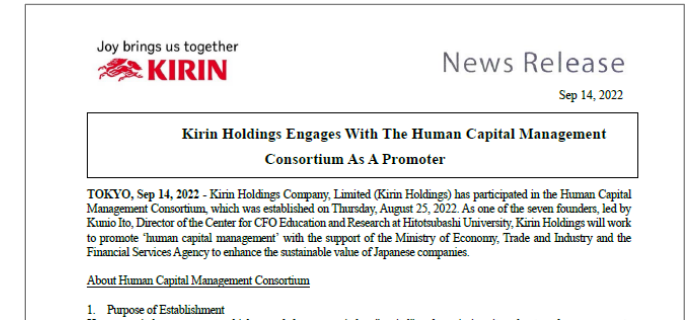 Joy brings us together
KIRIN
News Release
Sep 14, 2022
Kirin Holdings Engages With The Human Capital Management
Consortium As A Promoter
TOKYO, Sep 14, 2022 - Kirin Holdings Company, Limited (Kirin Holdings) has participated in the Human Capital
Management Consortium, which was established on Thursday, August 25, 2022. As one of the seven founders, led by
Kunio Ito, Director of the Center for CFO Education and Research at Hitotsubashi University, Kirin Holdings will work
to promote ‘human capital management’ with the support of the Ministry of Economy, Trade and Industry and the
Financial Services Agency to enhance the sustainable value of Japanese companies.
About Human Capital Management Consortium
1. Purpose of Establishment